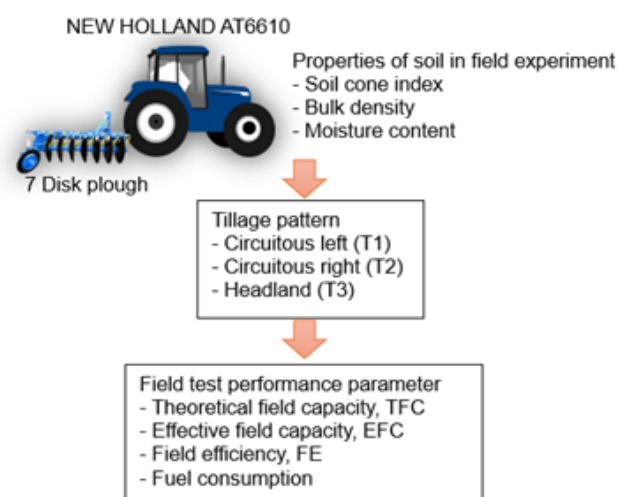 NEW HOLLAND AT6610
Properties of soil in field experiment
- Soil cone index
- Bulk density
- Moisture content
7 Disk plough
Tillage pattern
- Circuitous left (T1)
- Circuitous right (T2)
- Headland (T3)
Field test performance parameter
- Theoretical field capacity, TFC
- Effective field capacity, EFC
- Field efficiency, FE
- Fuel consumption